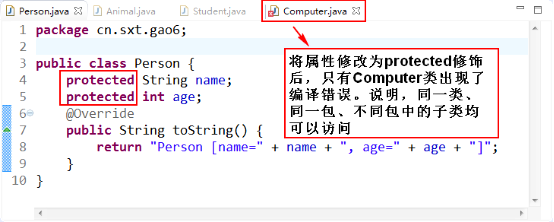 Person.java Animal.java Student.java Computer.java
1 package cn.sxt.gao6;
2
3 public class Person {
4 protected String name;
5 protected int age;
6 @Override
7 public String toString() {
8 return "Person [name=" + name + ", age=" + age + "]";
9 }
10 }
将属性修改为protected修饰
后，只有Computer类出现了
编译错误。说明，同一类、
同一包、不同包中的子类均
可以访问